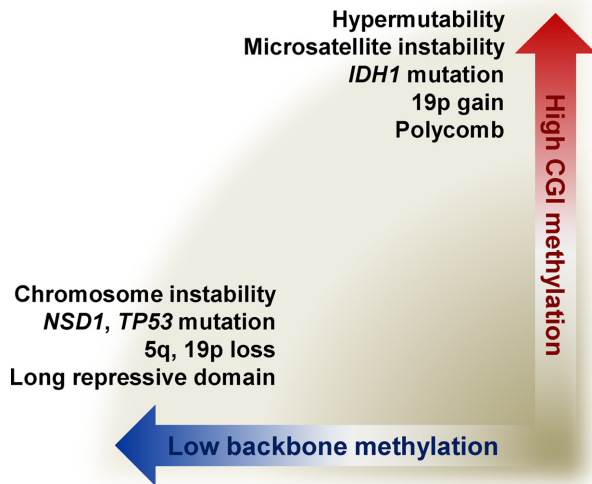 Hypermutability
Microsatellite instability
IDH1 mutation
19p gain
Polycomb
High CGI methylation
Chromosome instability
NSD1, TP53 mutation
5q, 19p loss
Long repressive domain
Low backbone methylation